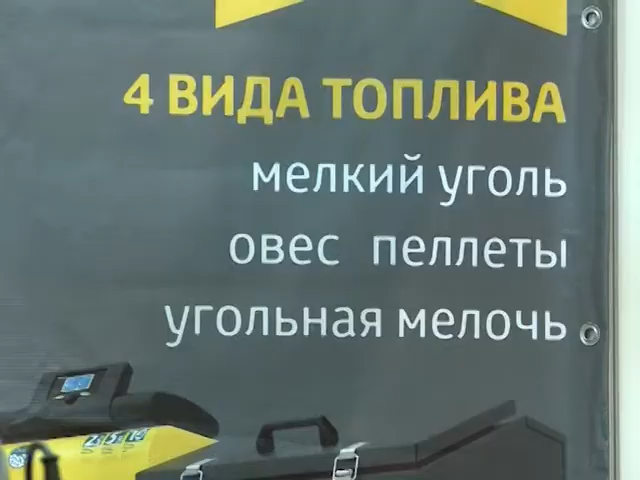 4 ВИДА ТОПЛИВА
мелкий уголь
овес пеллеты
угольная мелочь